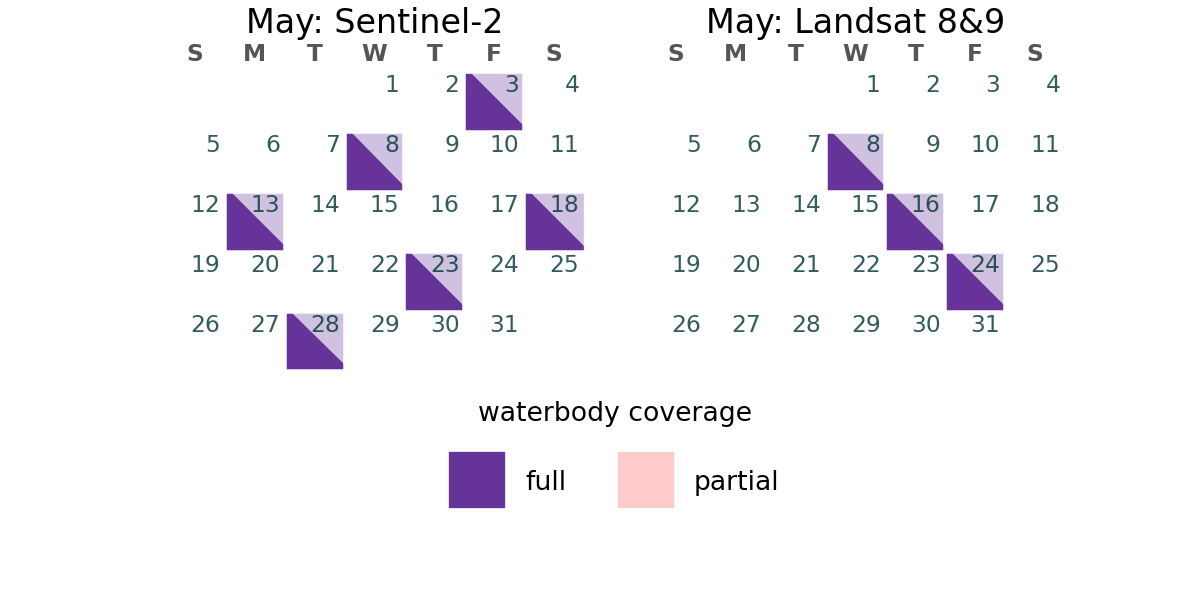 May: Sentinel-2
S M T W T F S
1 2 3 4
5 6 7 8 9 10 11
12 13 14 15 16 17 18
19 20 21 22 23 24 25
26 27 28 29 30 31
May: Landsat 8&9
S M T W T F S
1 2 3 4
5 6 7 8 9 10 11
12 13 14 15 16 17 18
19 20 21 22 23 24 25
26 27 28 29 30 31
waterbody coverage
full partial